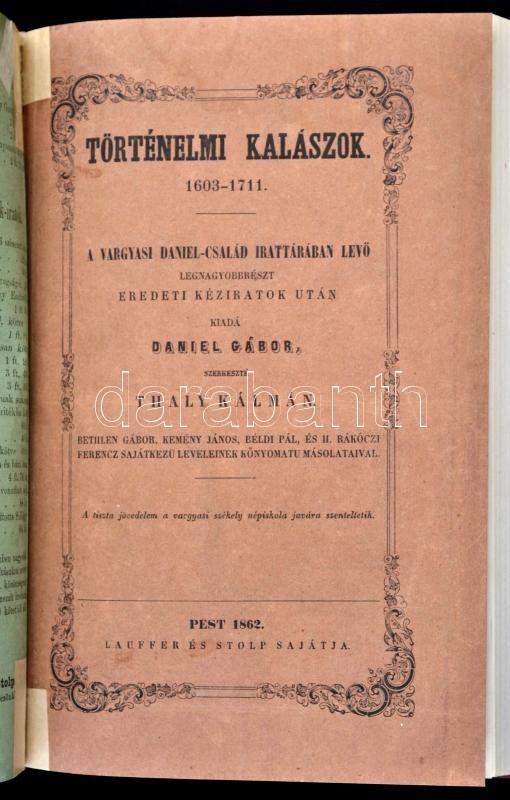 TÖRTÉNELMI KALÁSZOK.
1603-1711.
A VARGYASI DANIEL-CSALÁD IRATTÁRÁBAN LEVŐ
LEGNAGYOBBRÉSZT
EREDETI KÉZIRATOK UTÁN
KIADÁ
DANIEL GÁBOR,
SZERKESZTÉ
THALY KÁLMÁN.
BETHLEN GÁBOR, KEMÉNY JÁNOS, BÉLDI PÁL, ÉS II. RÁKÓCZI
FERENCZ SAJÁTKEZÜ LEVELEINEK KŐNYOMATU MÁSOLATAIVAL.
A tiszta jövedelem a vargyasi székely népiskola javára szenteltetik.
PEST 1862.
LAUFFER ÉS STOLP SAJÁTJA.
darabanth